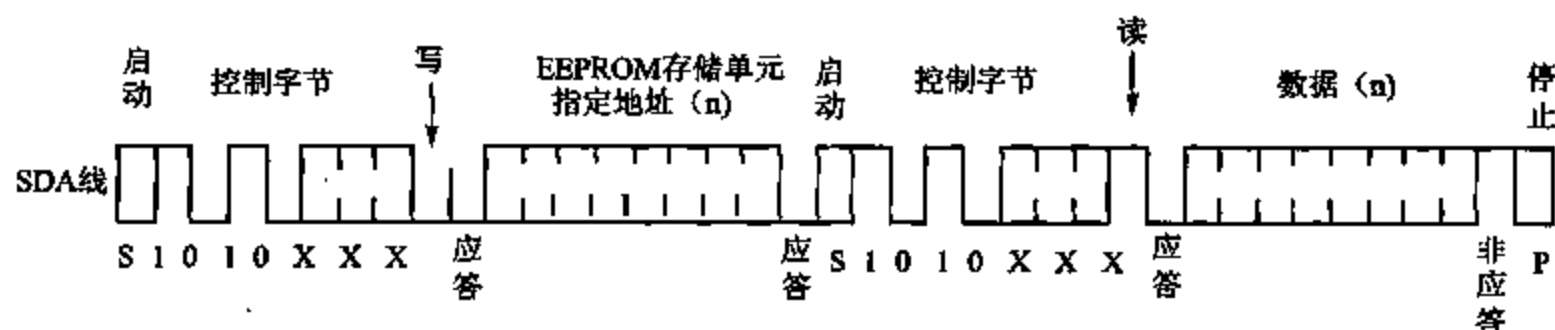 启动
控制字节
写
EEPROM存储单元
指定地址（n）
启动
控制字节
读
数据（n）
停止
SDA线
S 1 0 1 0 X X X
应答
应答
S 1 0 1 0 X X X
应答
非应答
P